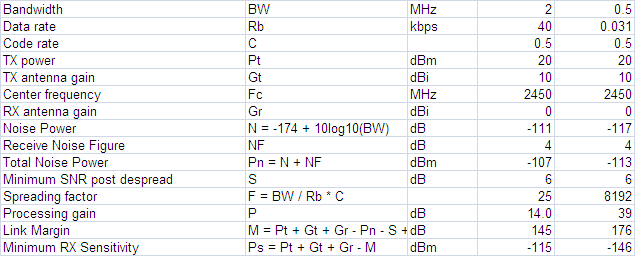 Bandwidth BW MHz 2 0.5
Data rate Rb kbps 40 0.031
Code rate C 0.5 0.5
TX power Pt dBm 20 20
TX antenna gain Gt dBi 10 10
Center frequency Fc MHz 2450 2450
RX antenna gain Gr dBi 0 0
Noise Power N = -174 + 10log10(BW) dB -111 -117
Receive Noise Figure NF dB 4 4
Total Noise Power Pn = N + NF dBm -107 -113
Minimum SNR post despread S dB 6 6
Spreading factor F = BW / Rb * C 25 8192
Processing gain P dB 14.0 39
Link Margin M = Pt + Gt + Gr - Pn - S + dB 145 176
Minimum RX Sensitivity Ps = Pt + Gt + Gr - M dBm -115 -146